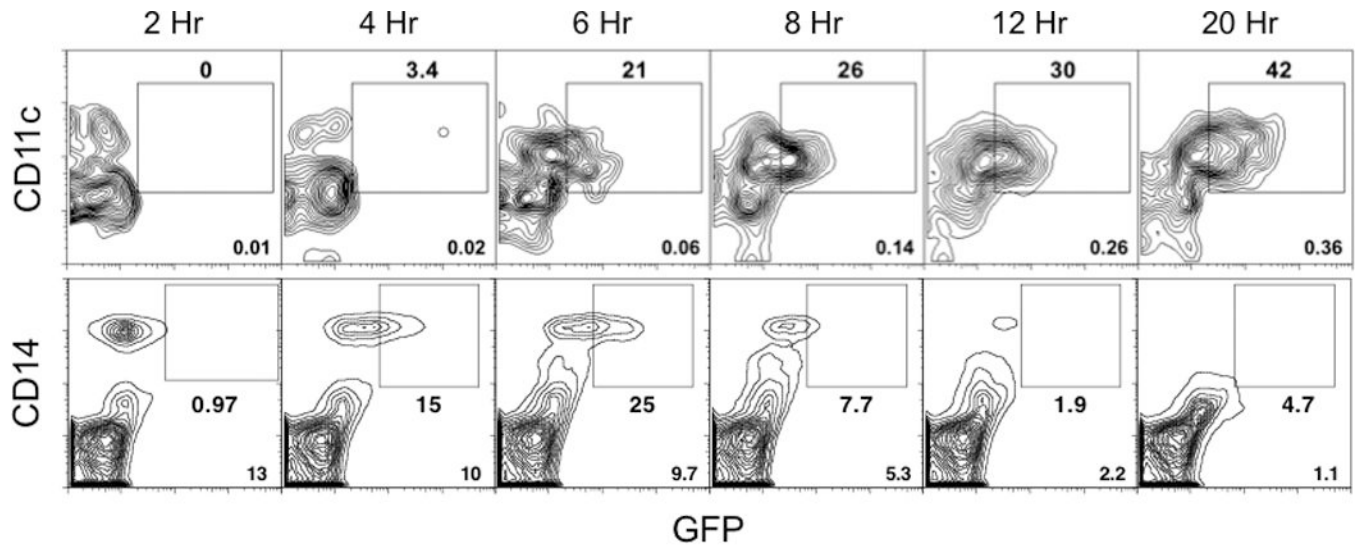 2 Hr 4 Hr 6 Hr 8 Hr 12 Hr 20 Hr
CD11c
0 3.4 21 26 30 42
0.01 0.02 0.06 0.14 0.26 0.36
CD14
0.97 15 25 7.7 1.9 4.7
13 10 9.7 5.3 2.2 1.1
GFP